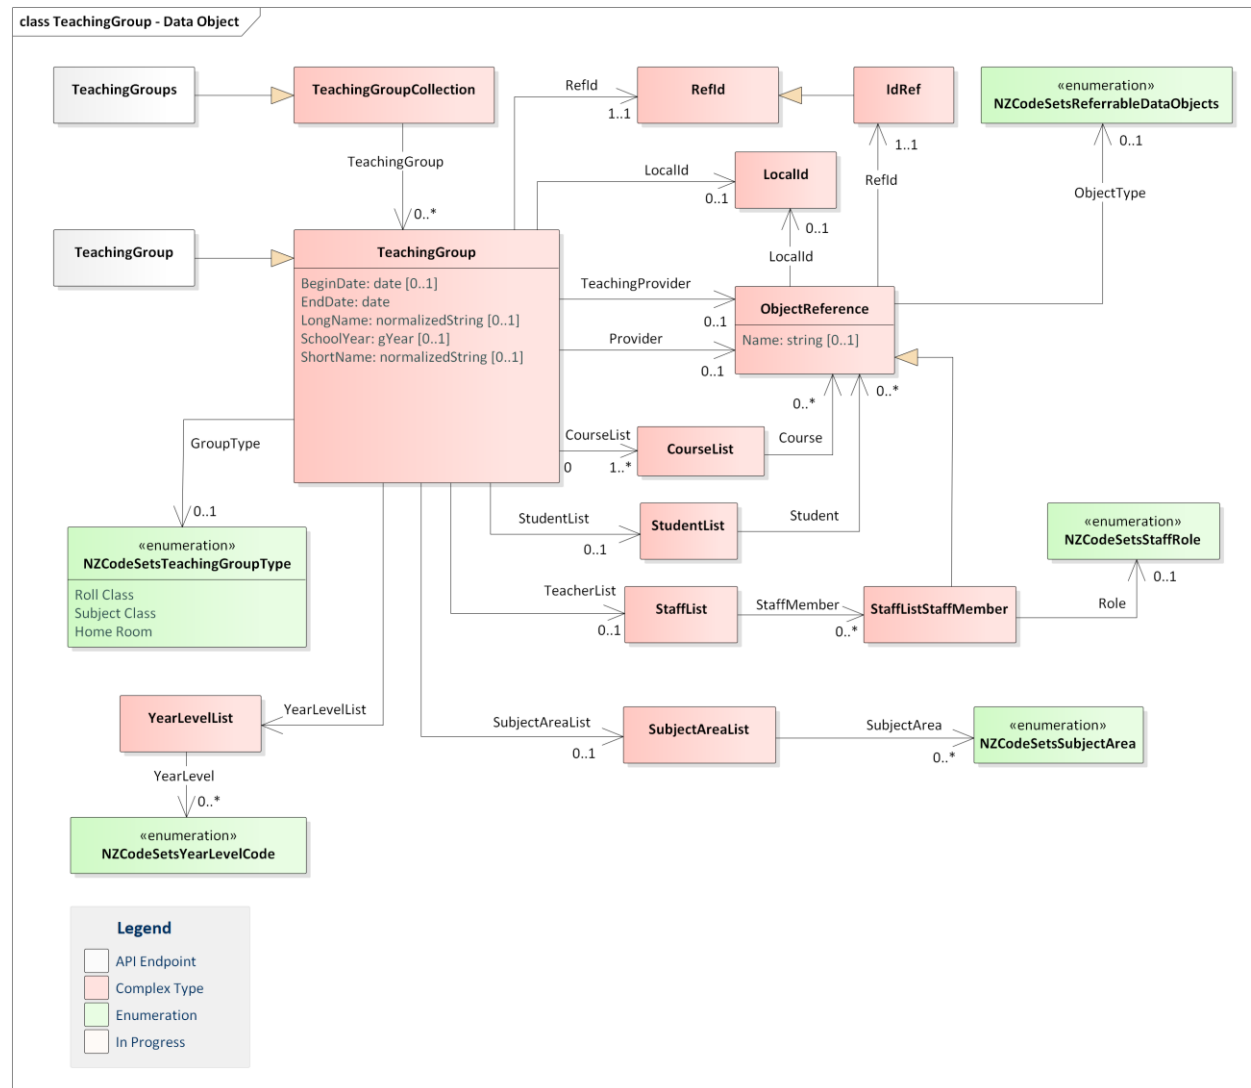 class TeachingGroup - Data Object
TeachingGroups
TeachingGroupCollection
RefId
1..1
RefId
IdRef
«enumeration»
NZCodeSetsReferrableDataObjects
1..1
0..1
TeachingGroup
0..*
LocalId
0..1
LocalId
RefId
ObjectType
0..1
LocalId
TeachingGroup
TeachingGroup
BeginDate: date [0..1]
EndDate: date
LongName: normalizedString [0..1]
SchoolYear: gYear [0..1]
ShortName: normalizedString [0..1]
TeachingProvider
0..1
Provider
0..1
ObjectReference
Name: string [0..1]
0..*
0..*
GroupType
0..1
CourseList
0
1..*
CourseList
Course
StudentList
0..1
StudentList
Student
«enumeration»
NZCodeSetsTeachingGroupType
Roll Class
Subject Class
Home Room
«enumeration»
NZCodeSetsStaffRole
0..1
TeacherList
0..1
StaffList
StaffMember
0..*
StaffListStaffMember
Role
YearLevelList
YearLevelList
SubjectAreaList
0..1
SubjectAreaList
SubjectArea
0..*
«enumeration»
NZCodeSetsSubjectArea
YearLevel
0..*
«enumeration»
NZCodeSetsYearLevelCode
Legend
API Endpoint
Complex Type
Enumeration
In Progress